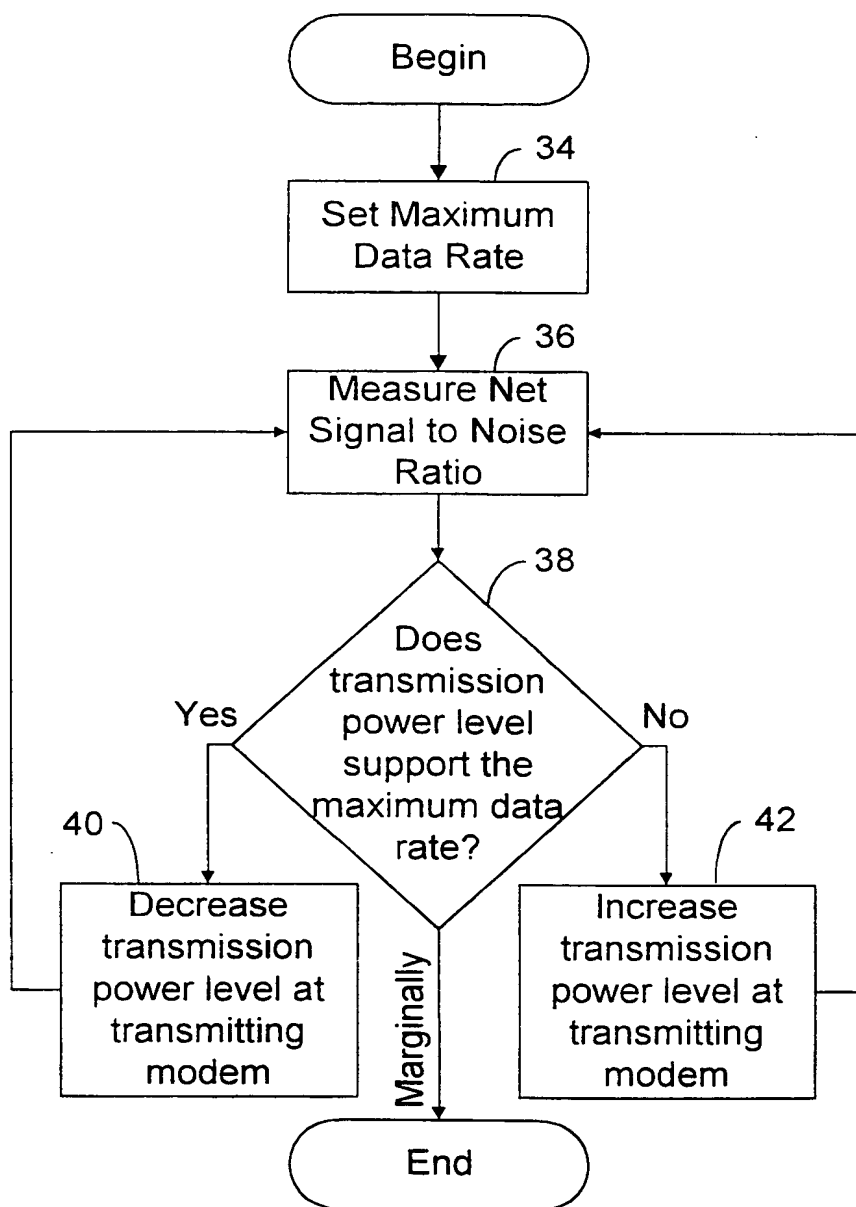 Begin
34
Set Maximum
Data Rate
36
Measure Net
Signal to Noise
Ratio
38
Does
transmission
power level
support the
maximum data
rate?
Yes
No
40
Decrease
transmission
power level at
transmitting
modem
42
Increase
transmission
power level at
transmitting
modem
Marginally
End